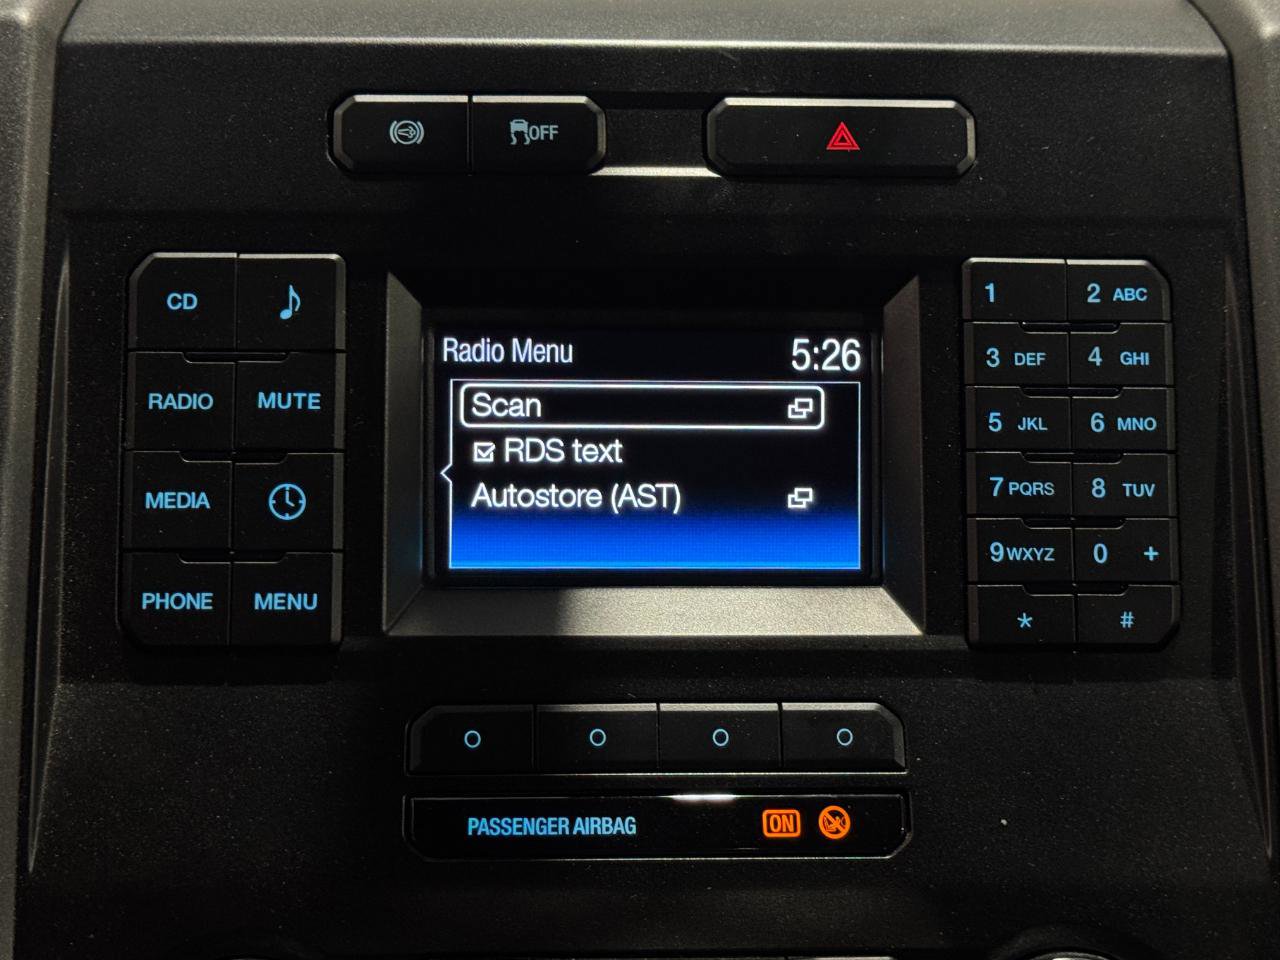 OFF
CD
RADIO MUTE
MEDIA
PHONE MENU
Radio Menu 5:26
Scan
RDS text
Autostore (AST)
1 2 ABC
3 DEF 4 GHI
5 JKL 6 MNO
7 PQRS 8 TUV
9 WXYZ 0 +
* #
PASSENGER AIRBAG ON